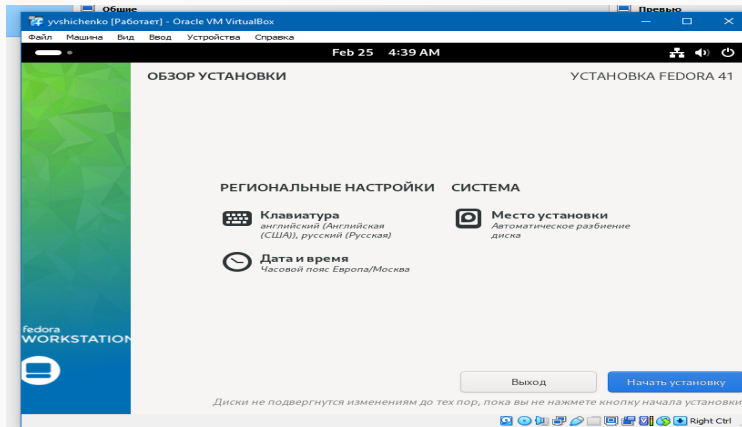 Общие
Превью
yvshichenko [Работает] - Oracle VM VirtualBox
Файл Машина Вид Ввод Устройства Справка
Feb 25 4:39 AM
ОБЗОР УСТАНОВКИ
УСТАНОВКА FEDORA 41
РЕГИОНАЛЬНЫЕ НАСТРОЙКИ
СИСТЕМА
Клавиатура
английский (Английская
(США)), русский (Русская)
Место установки
Автоматическое разбиение
диска
Дата и время
Часовой пояс Европа/Москва
fedora
WORKSTATION
Выход
Начать установку
Диски не подвергнутся изменениям до тех пор, пока вы не нажмете кнопку начала установки
Right Ctrl